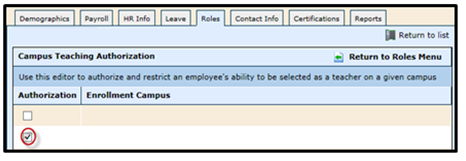 Demographics Payroll HR Info Leave Roles Contact Info Certifications Reports
Return to list
Campus Teaching Authorization Return to Roles Menu
Use this editor to authorize and restrict an employee's ability to be selected as a teacher on a given campus
Authorization Enrollment Campus